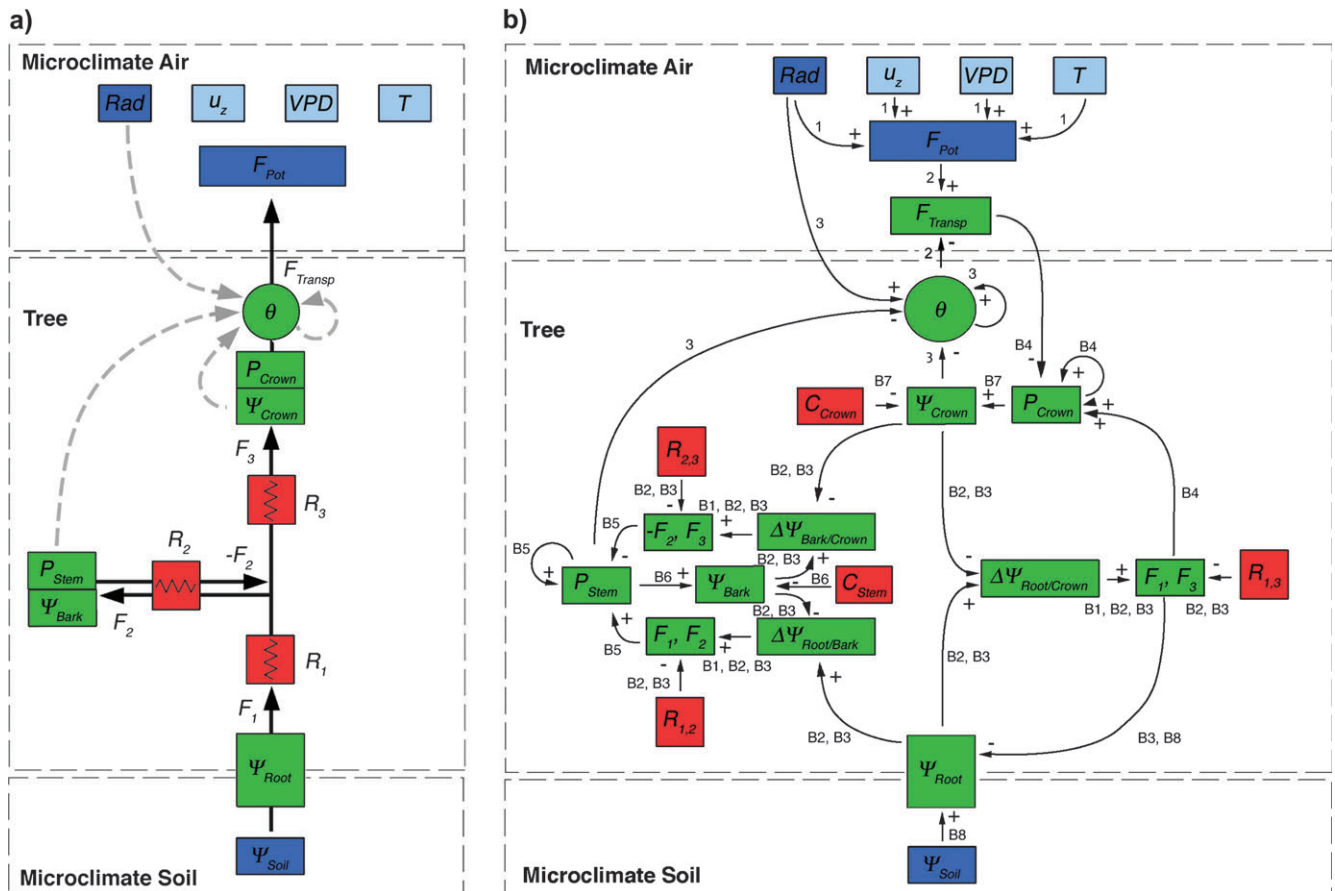 a)
Microclimate Air
Rad
u_z
VPD
T
F_Pot
F_Transp
Tree
θ
P_Crown
Ψ_Crown
F_3
R_3
R_2
-F_2
P_Stem
Ψ_Bark
F_2
R_1
F_1
Ψ_Root
Ψ_Soil
Microclimate Soil
b)
Microclimate Air
Rad
u_z
VPD
T
1
1 +
1 +
1
+
+
F_Pot
2 +
F_Transp
3
2 -
Tree
3
+
+
-
θ
3
3 -
B4
-
B4
+
C_Crown
B7
-
Ψ_Crown
B7
+
P_Crown
+
+
R_2,3
B2, B3
-
B2, B3
-
B2, B3
B4
B5
-F_2, F_3
B1, B2, B3
+
ΔΨ_Bark/Crown
B5
+
-
P_Stem
B6 +
Ψ_Bark
B2, B3
+
B6
-
C_Stem
-
ΔΨ_Root/Crown
+
B1, B2, B3
F_1, F_3
-
B2, B3
R_1,3
+
+
B5
F_1, F_2
+
B1, B2, B3
B2, B3
-
ΔΨ_Root/Bark
-
B2, B3
R_1,2
+
B2, B3
B2, B3
B3, B8
-
Ψ_Root
+
B8
Ψ_Soil
Microclimate Soil